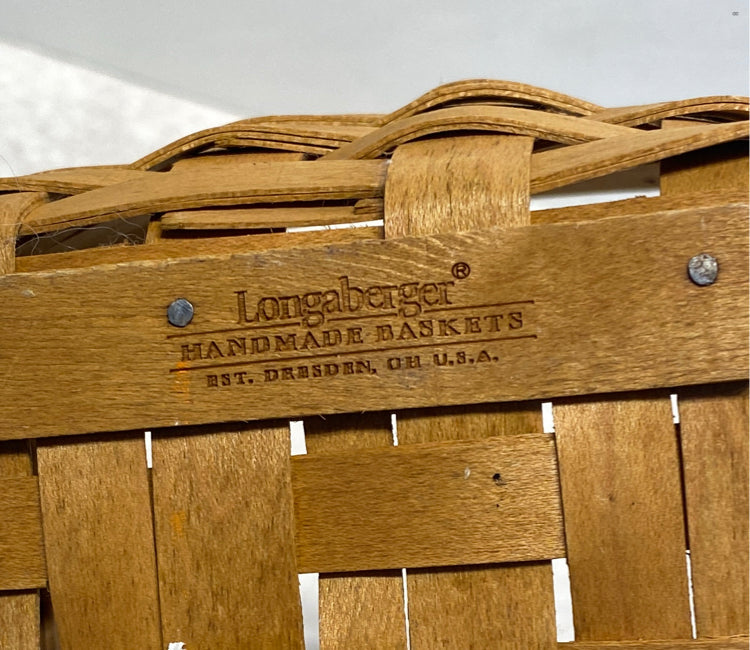 Longaberger®
HANDMADE BASKETS
EST. DRESDEN, OH U.S.A.